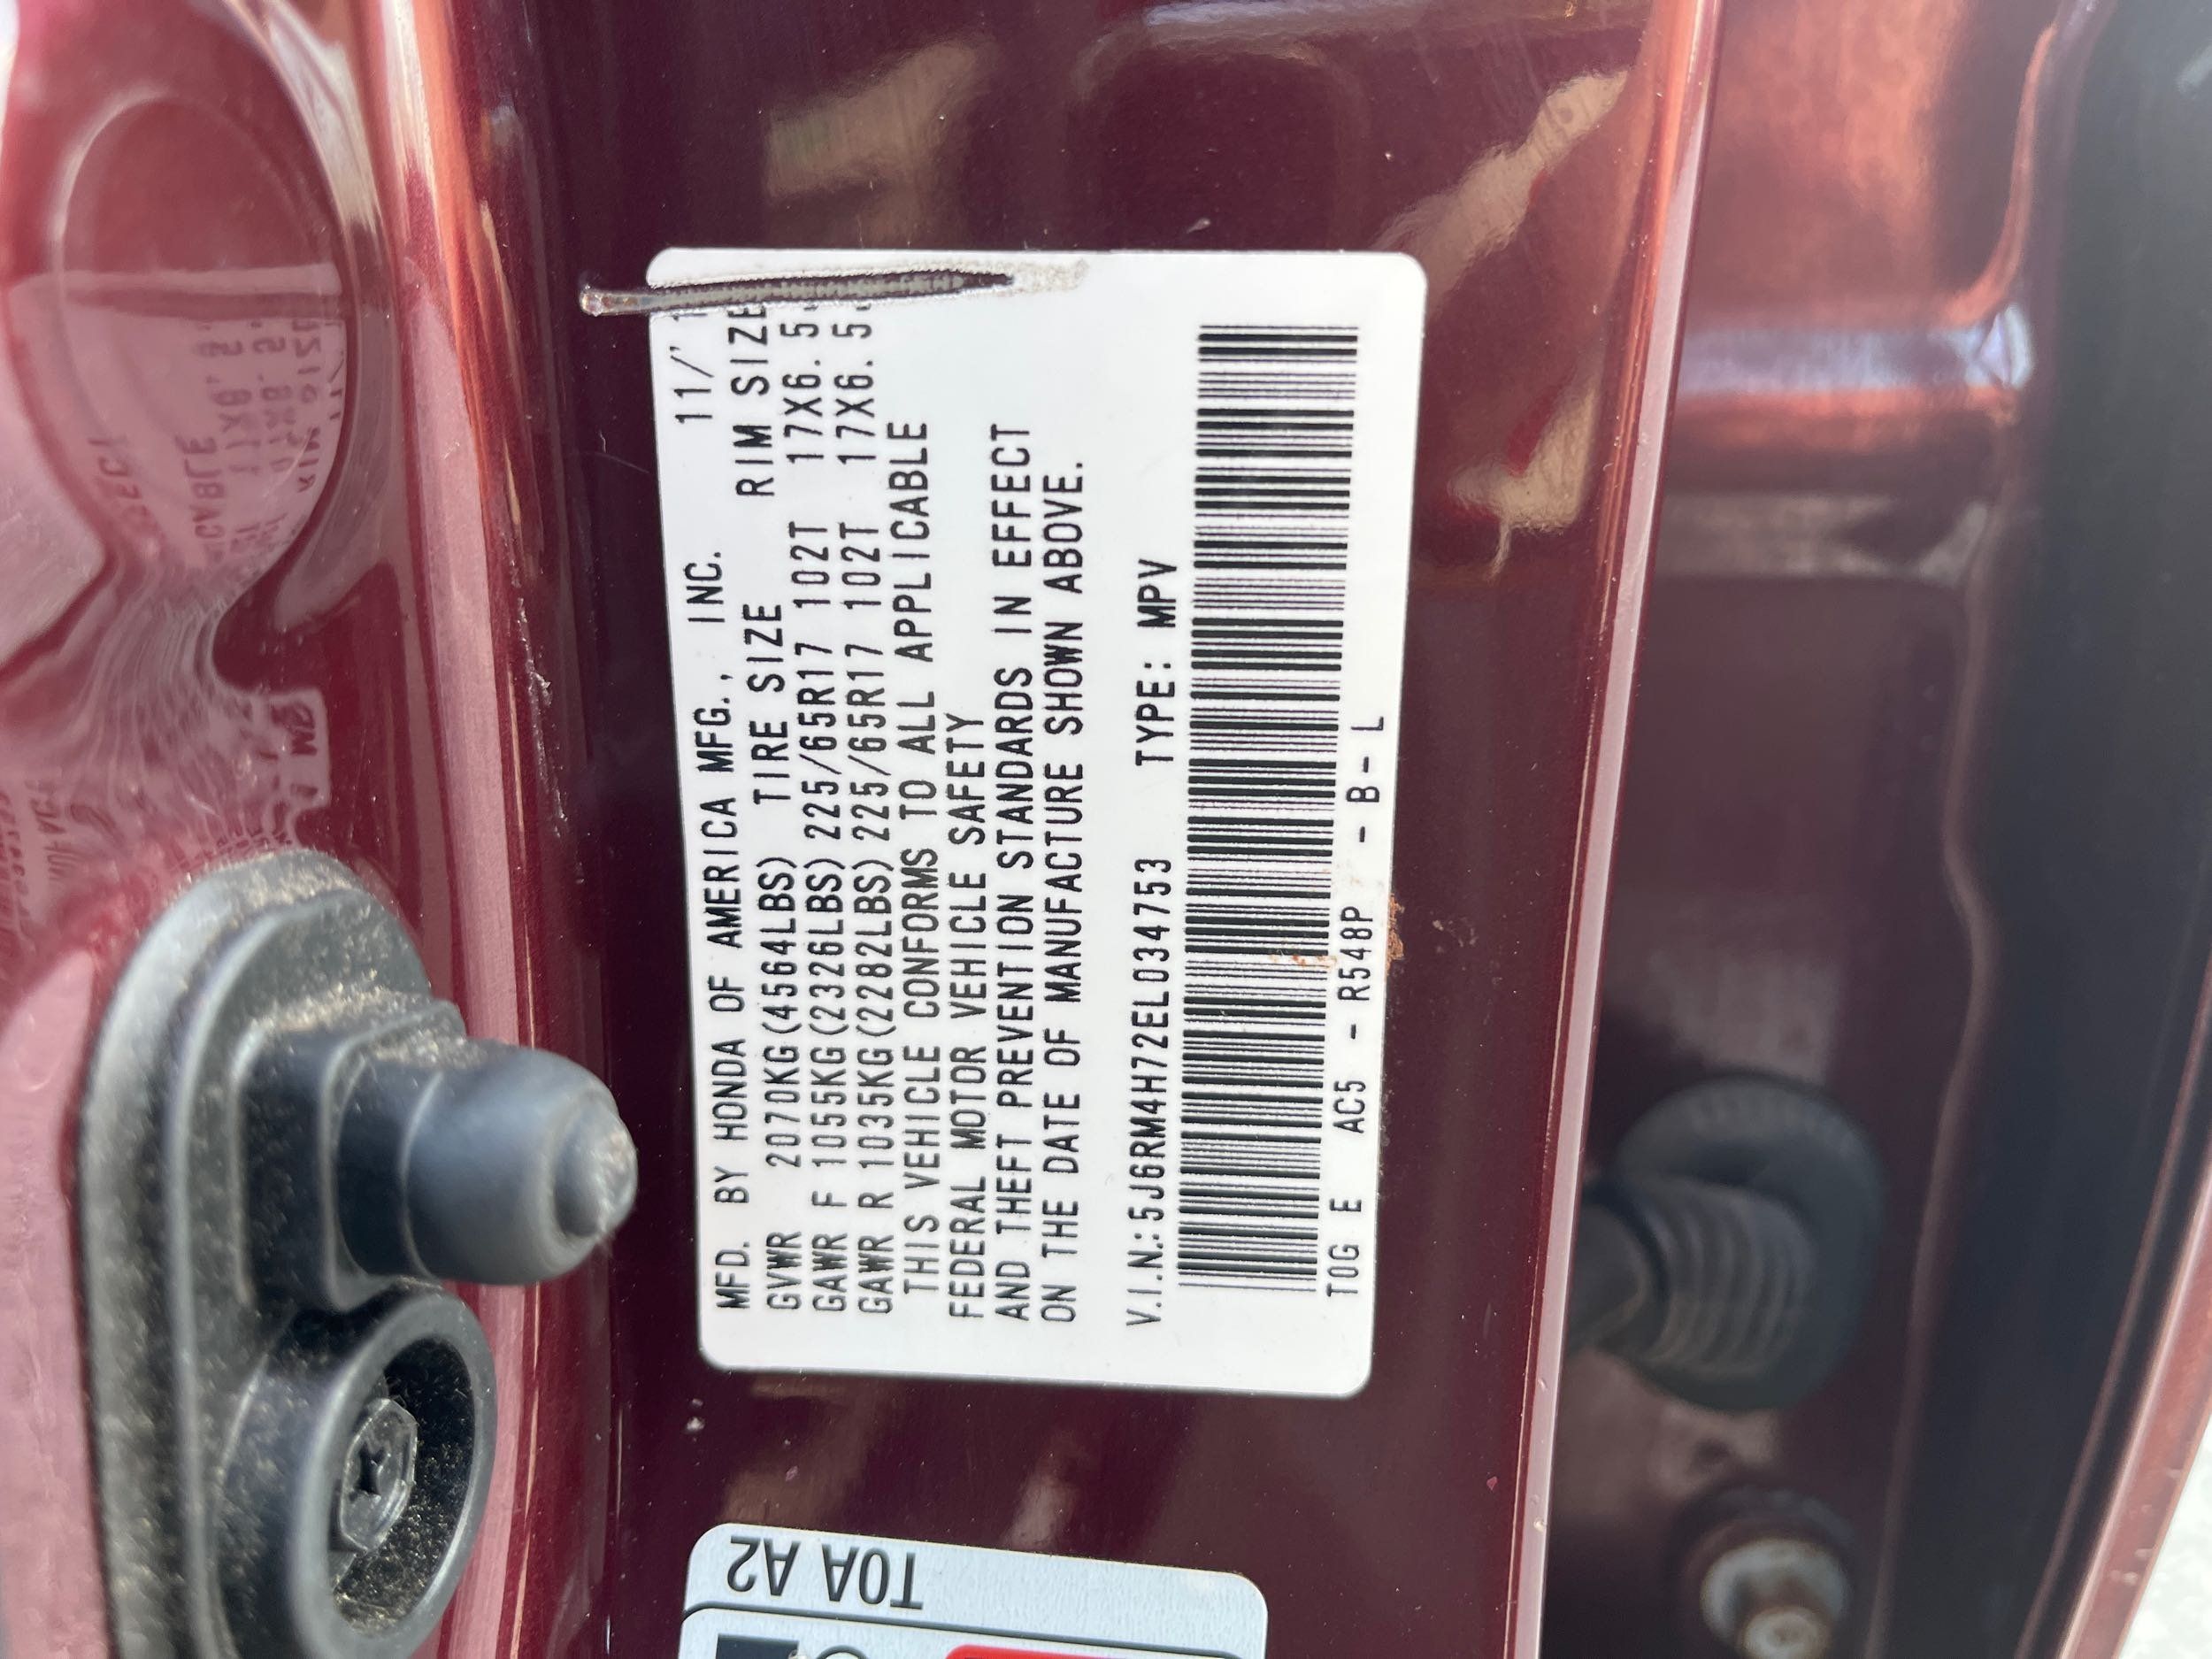 MFD. BY HONDA OF AMERICA MFG., INC. 11/'
GVWR 2070KG(4564LBS) TIRE SIZE RIM SIZE
GAWR F 1055KG(2326LBS) 225/65R17 102T 17X6.5
GAWR R 1035KG(2282LBS) 225/65R17 102T 17X6.5
THIS VEHICLE CONFORMS TO ALL APPLICABLE
FEDERAL MOTOR VEHICLE SAFETY
AND THEFT PREVENTION STANDARDS IN EFFECT
ON THE DATE OF MANUFACTURE SHOWN ABOVE.
V.I.N.: 5J6RM4H72EL034753 TYPE: MPV
T0G E AC5 - R548P - B - L
T0A A2